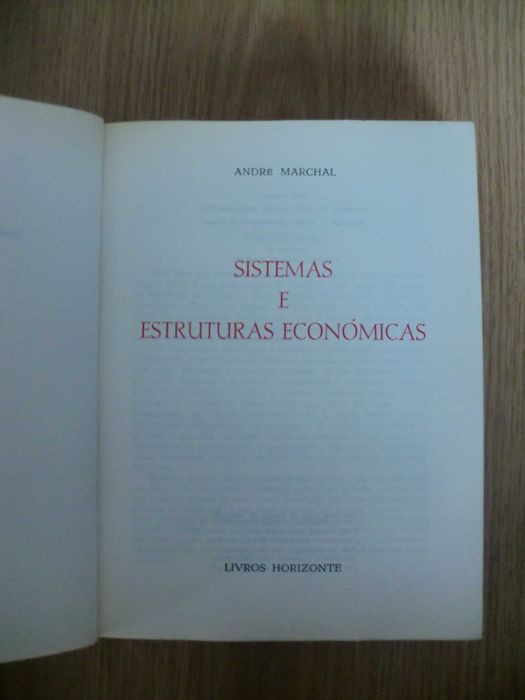 ANDRE MARCHAL
SISTEMAS
E
ESTRUTURAS ECONÓMICAS
LIVROS HORIZONTE